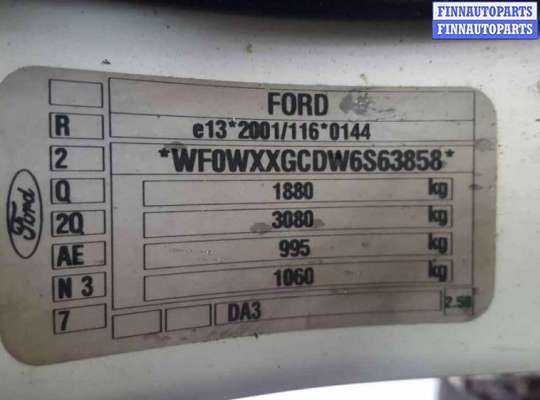 FINNAUTOPARTS
FINNAUTOPARTS
FORD
R e13*2001/116*0144
2 *WF0WXXGCDW6S63858*
Q 1880 kg
2Q 3080 kg
AE 995 kg
N 3 1060 kg
7 DA3 2.50
Ford